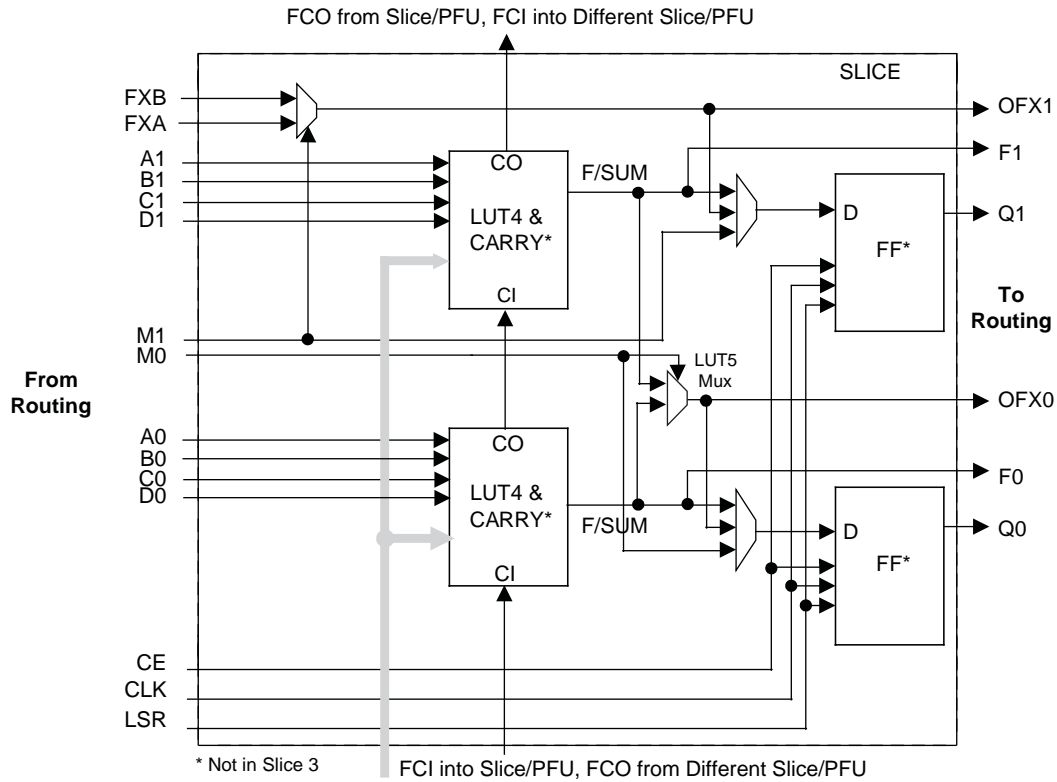 FCO from Slice/PFU, FCI into Different Slice/PFU
SLICE
FXB
FXA
OFX1
A1
B1
C1
D1
CO
LUT4 &
CARRY*
CI
F/SUM
F1
D
FF*
Q1
To
Routing
M1
M0
From
Routing
LUT5
Mux
OFX0
A0
B0
C0
D0
CO
LUT4 &
CARRY*
CI
F/SUM
F0
D
FF*
Q0
CE
CLK
LSR
* Not in Slice 3
FCI into Slice/PFU, FCO from Different Slice/PFU